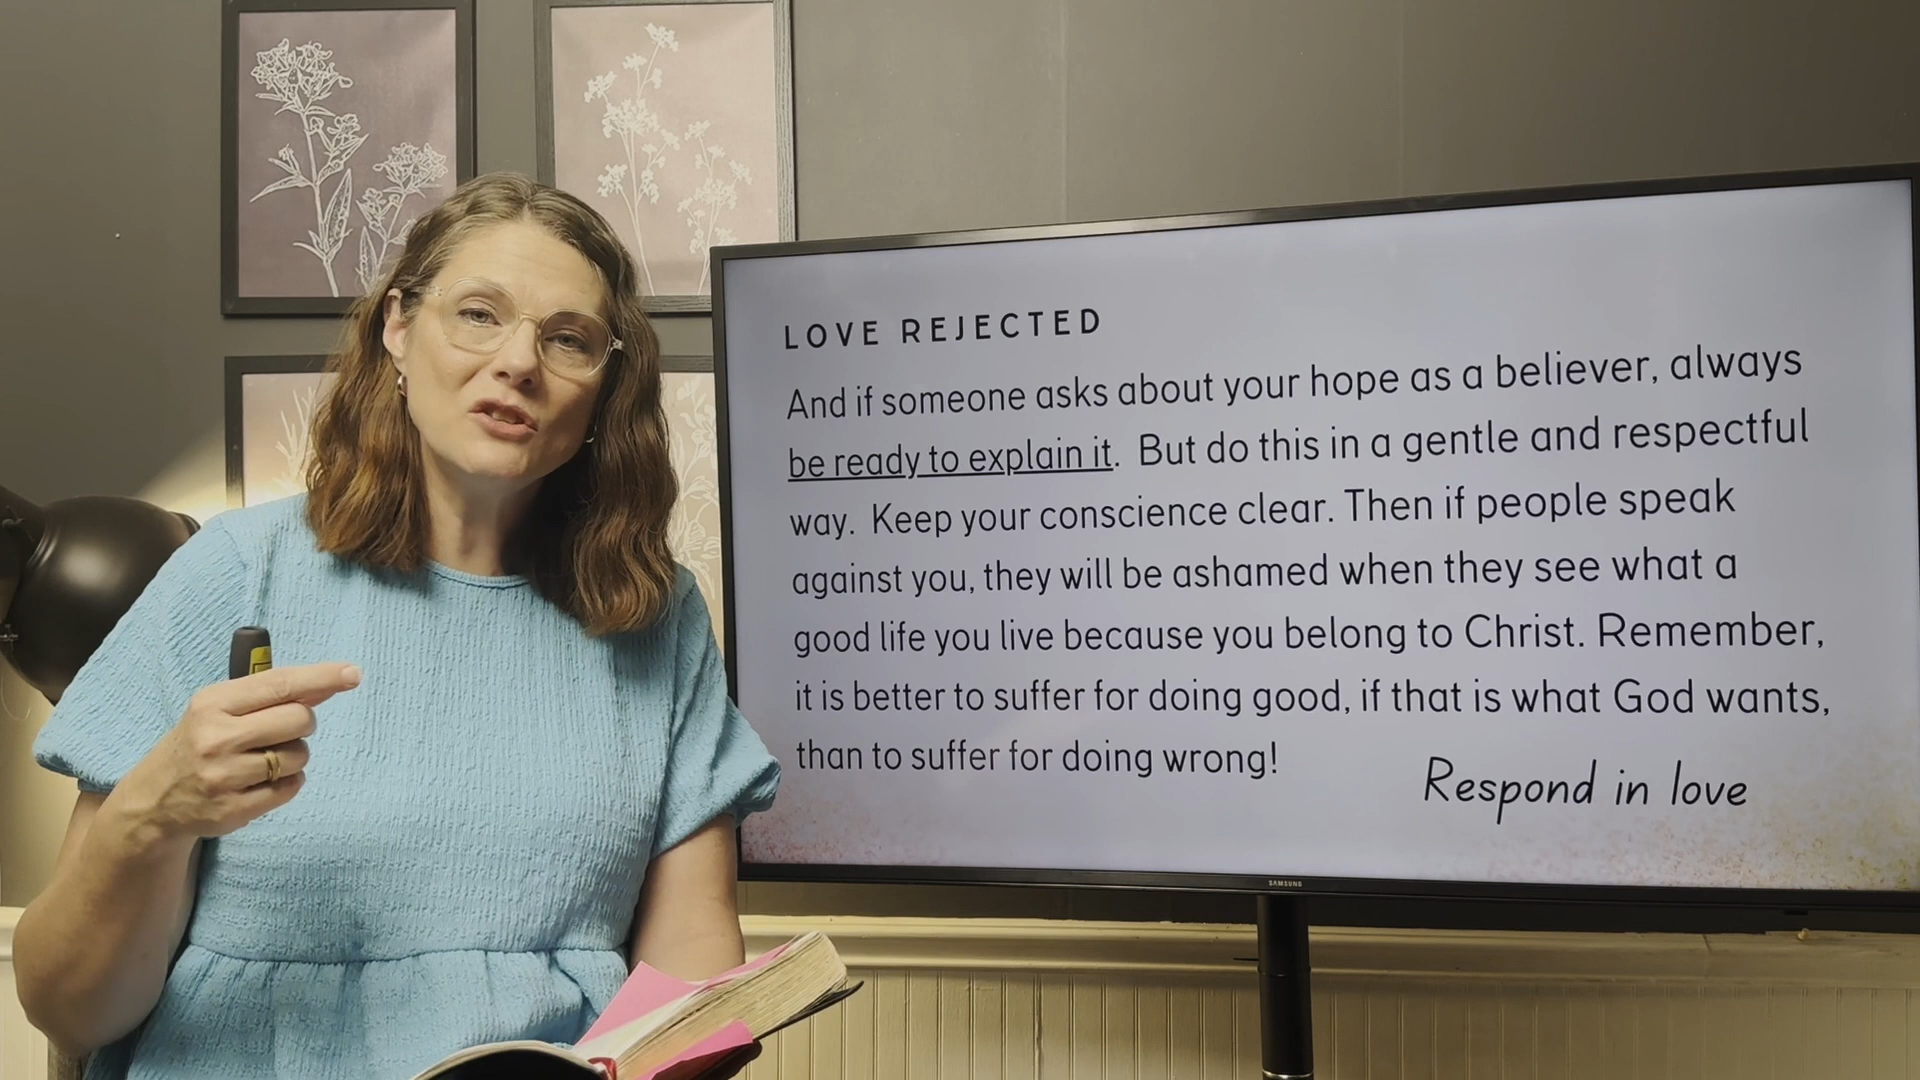 LOVE REJECTED
And if someone asks about your hope as a believer, always
be ready to explain it. But do this in a gentle and respectful
way. Keep your conscience clear. Then if people speak
against you, they will be ashamed when they see what a
good life you live because you belong to Christ. Remember,
it is better to suffer for doing good, if that is what God wants,
than to suffer for doing wrong!
Respond in love
SAMSUNG